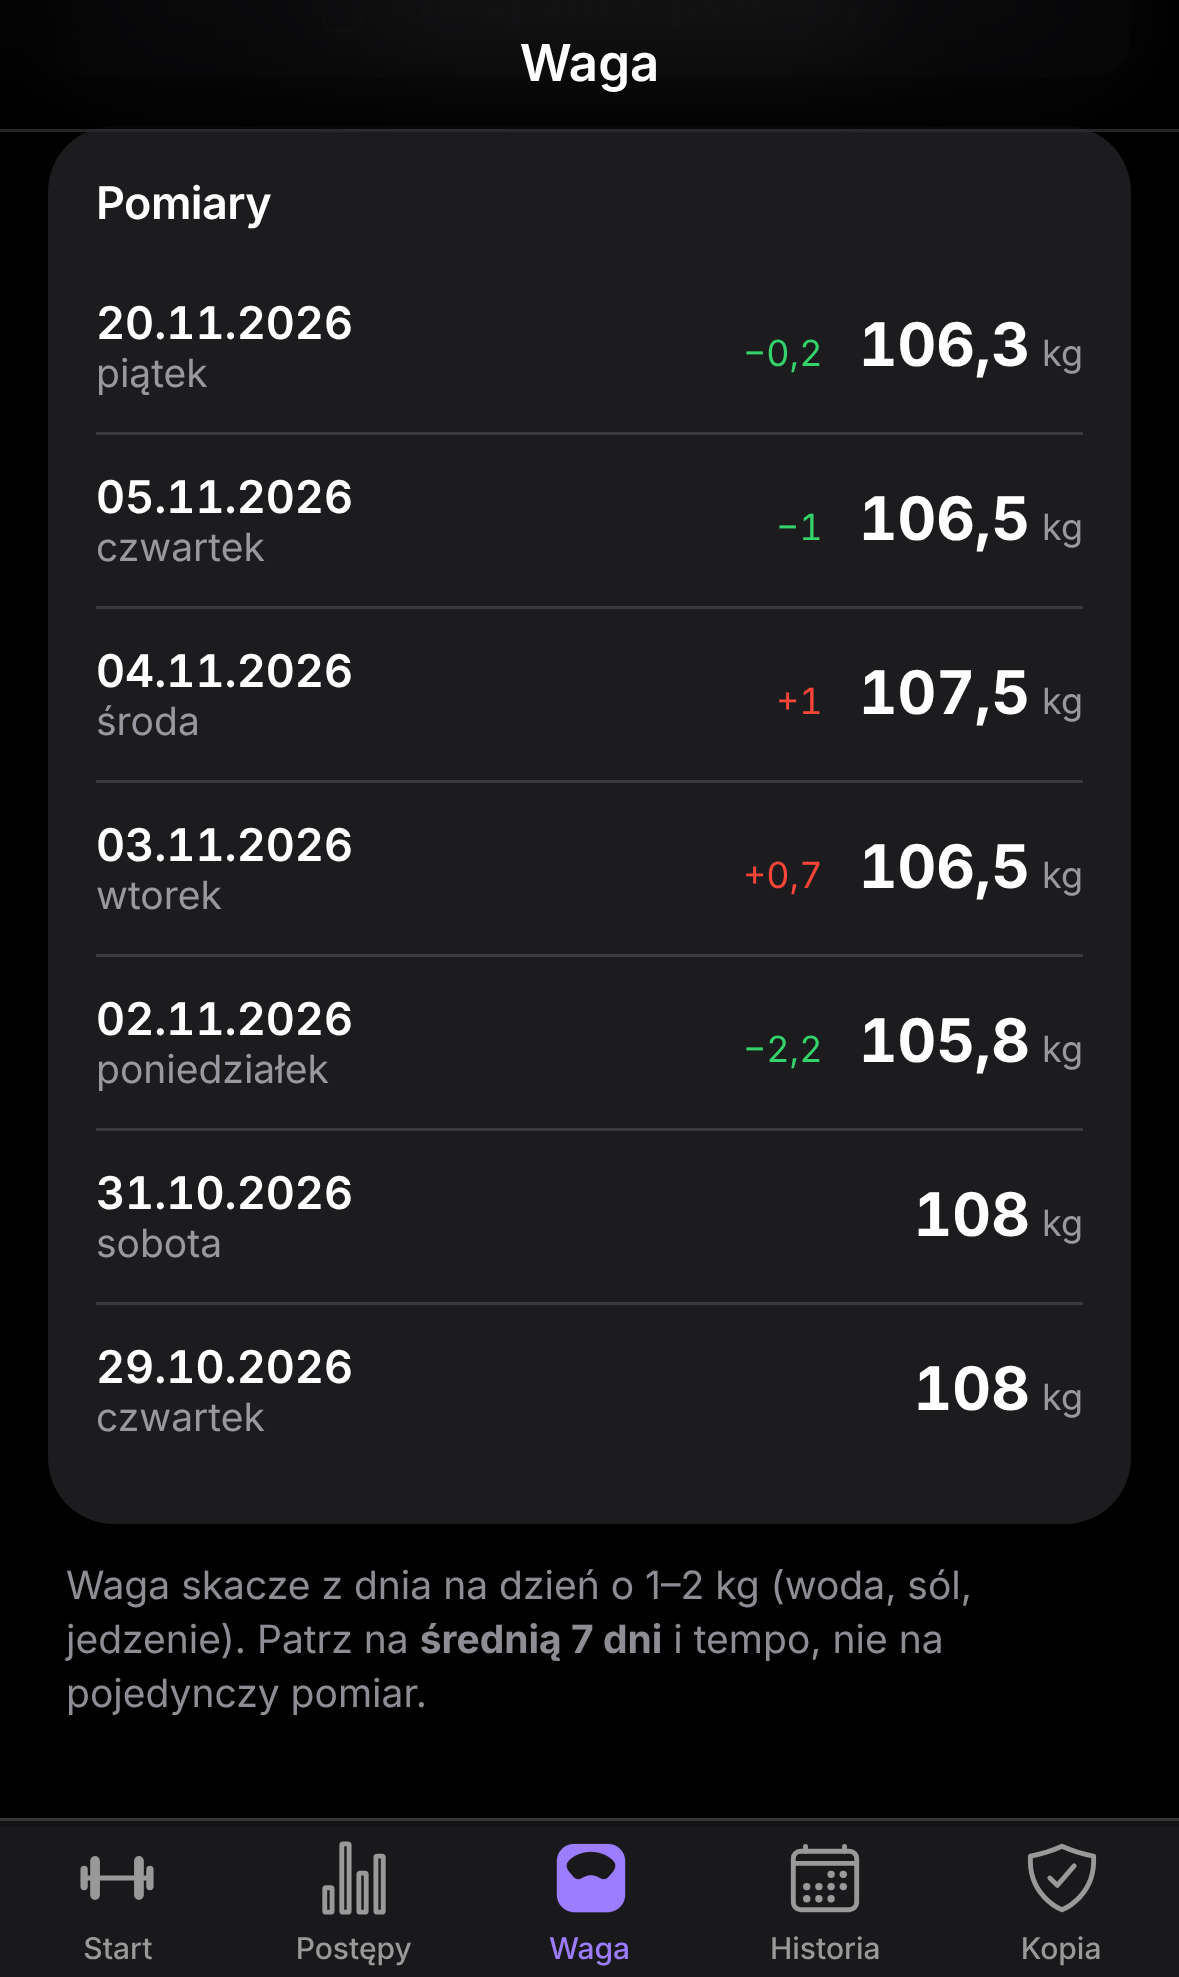 Waga
Pomiary
20.11.2026
piątek
−0,2 106,3 kg
05.11.2026
czwartek
−1 106,5 kg
04.11.2026
środa
+1 107,5 kg
03.11.2026
wtorek
+0,7 106,5 kg
02.11.2026
poniedziałek
−2,2 105,8 kg
31.10.2026
sobota
108 kg
29.10.2026
czwartek
108 kg
Waga skacze z dnia na dzień o 1–2 kg (woda, sól,
jedzenie). Patrz na średnią 7 dni i tempo, nie na
pojedynczy pomiar.
Start Postępy Waga Historia Kopia